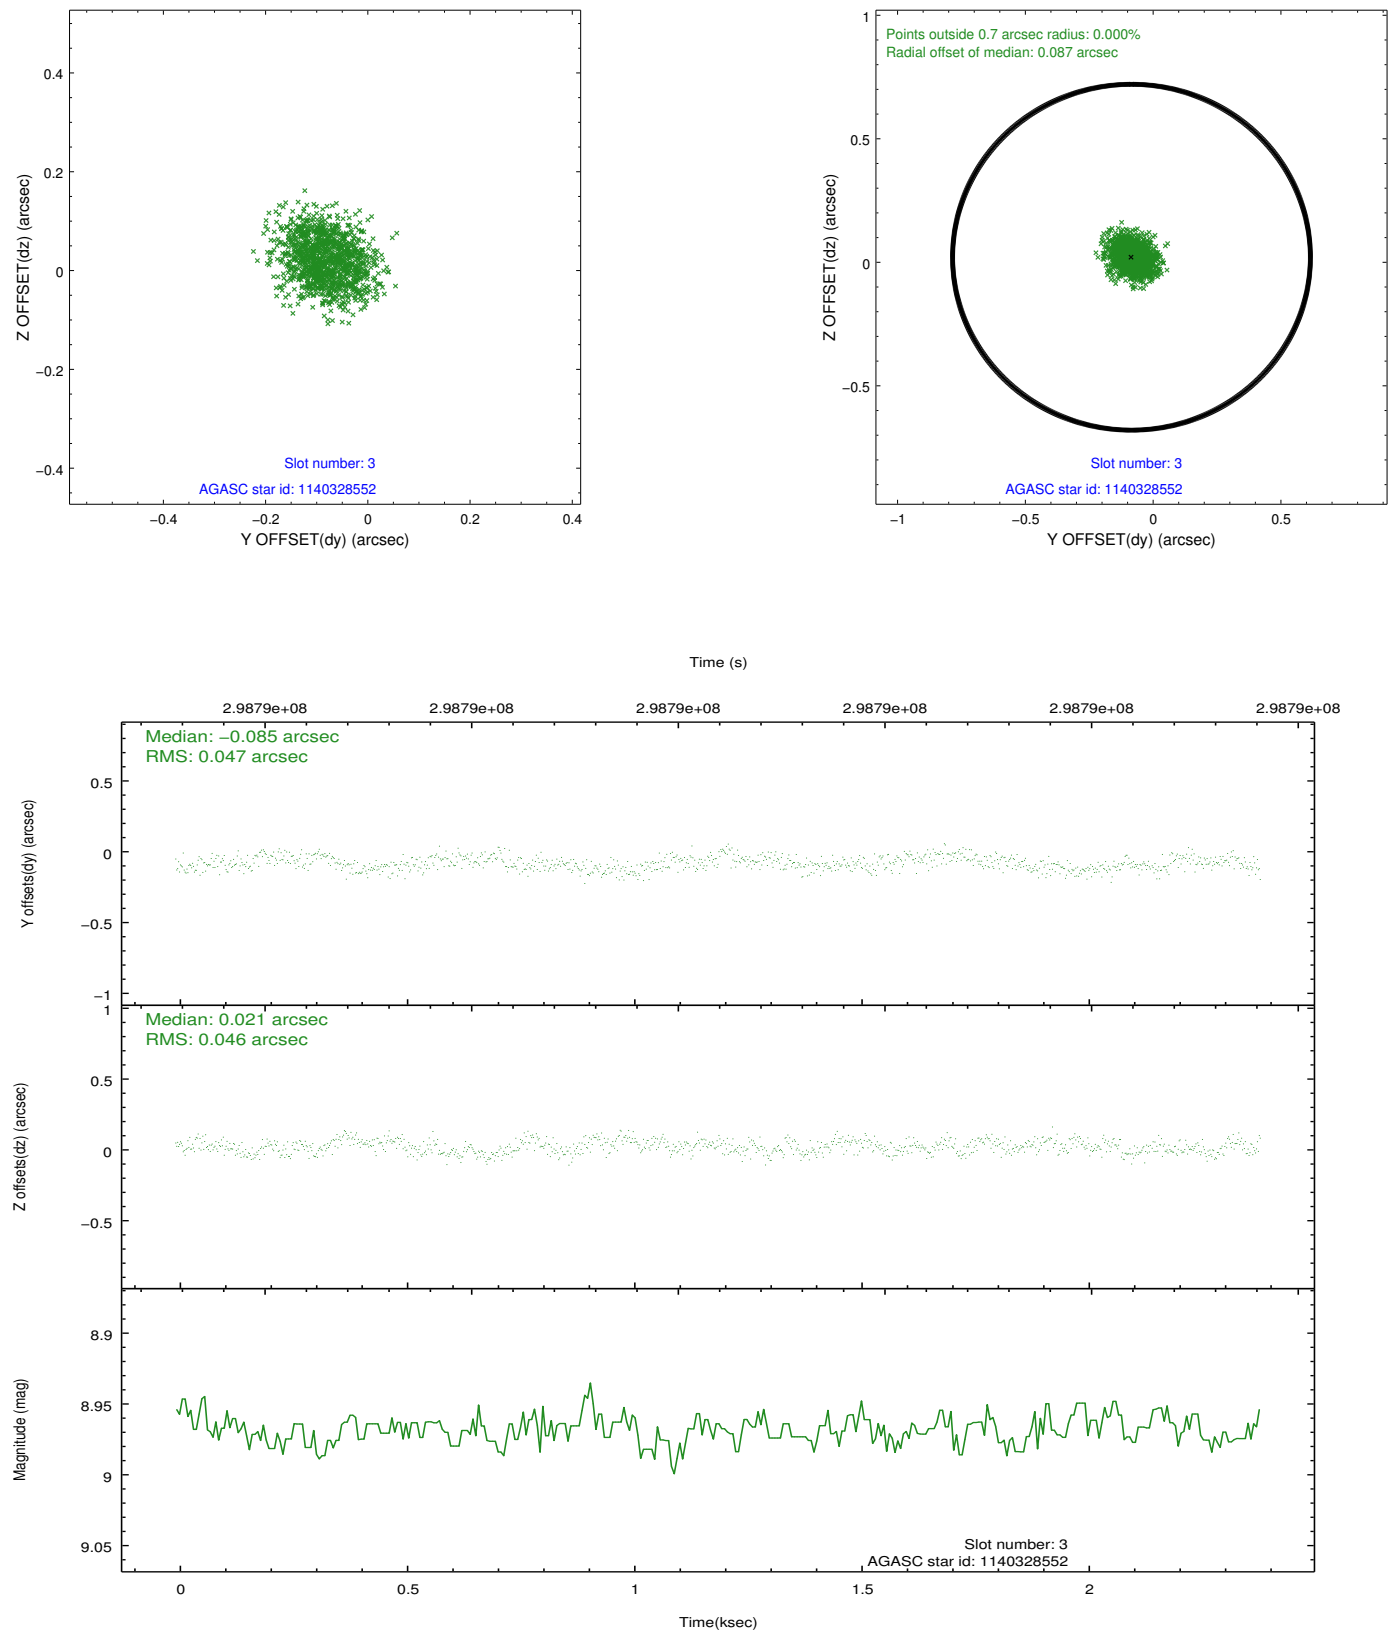 0.4
0.2
0
−0.2
−0.4
Z OFFSET(dz) (arcsec)
Slot number: 3
AGASC star id: 1140328552
−0.4 −0.2 0 0.2 0.4
Y OFFSET(dy) (arcsec)
1
0.5
0
−0.5
Z OFFSET(dz) (arcsec)
Points outside 0.7 arcsec radius: 0.000%
Radial offset of median: 0.087 arcsec
Slot number: 3
AGASC star id: 1140328552
−1 −0.5 0 0.5
Y OFFSET(dy) (arcsec)
Time (s)
2.9879e+08 2.9879e+08 2.9879e+08 2.9879e+08 2.9879e+08 2.9879e+08
Median: −0.085 arcsec
RMS: 0.047 arcsec
0.5
0
−0.5
−1
Y offsets(dy) (arcsec)
Median: 0.021 arcsec
RMS: 0.046 arcsec
1
0.5
0
−0.5
Z offsets(dz) (arcsec)
8.9
8.95
9
9.05
Magnitude (mag)
Slot number: 3
AGASC star id: 1140328552
0 0.5 1 1.5 2
Time(ksec)